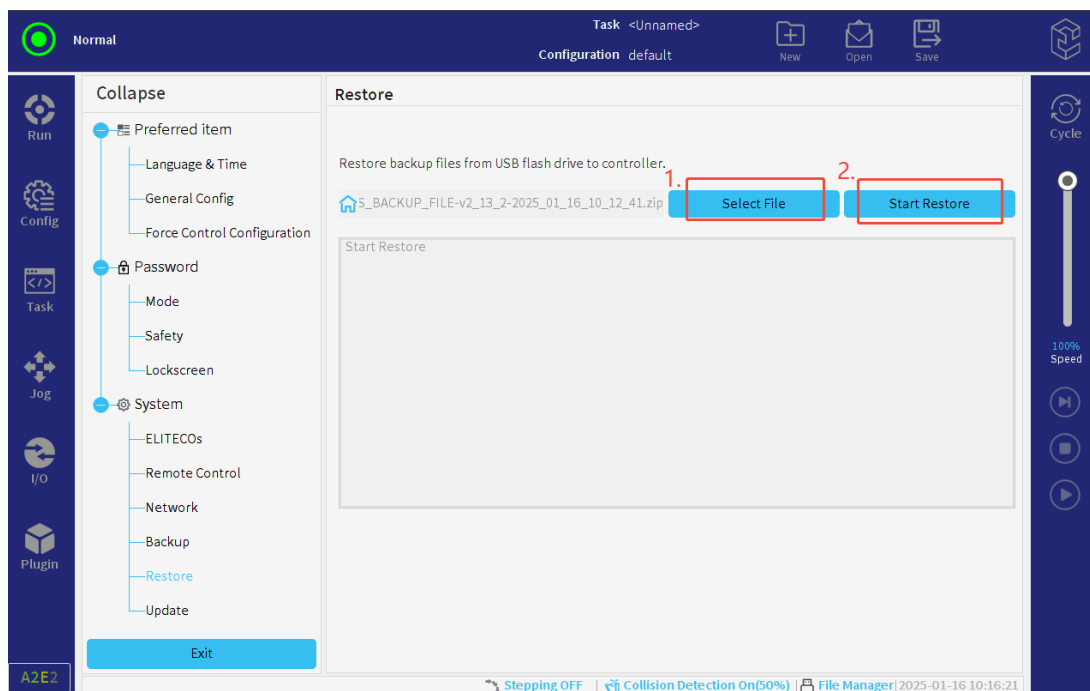 Normal
Task <Unnamed>
Configuration default
New
Open
Save
Run
Config
Task
Jog
I/O
Plugin
A2E2
Collapse
Preferred item
Language & Time
General Config
Force Control Configuration
Password
Mode
Safety
Lockscreen
System
ELITECOs
Remote Control
Network
Backup
Restore
Update
Exit
Restore
Restore backup files from USB flash drive to controller.
1.
2.
S_BACKUP_FILE-v2_13_2-2025_01_16_10_12_41.zip
Select File
Start Restore
Start Restore
Cycle
100%
Speed
Stepping OFF | Collision Detection On(50%) | File Manager|2025-01-16 10:16:21